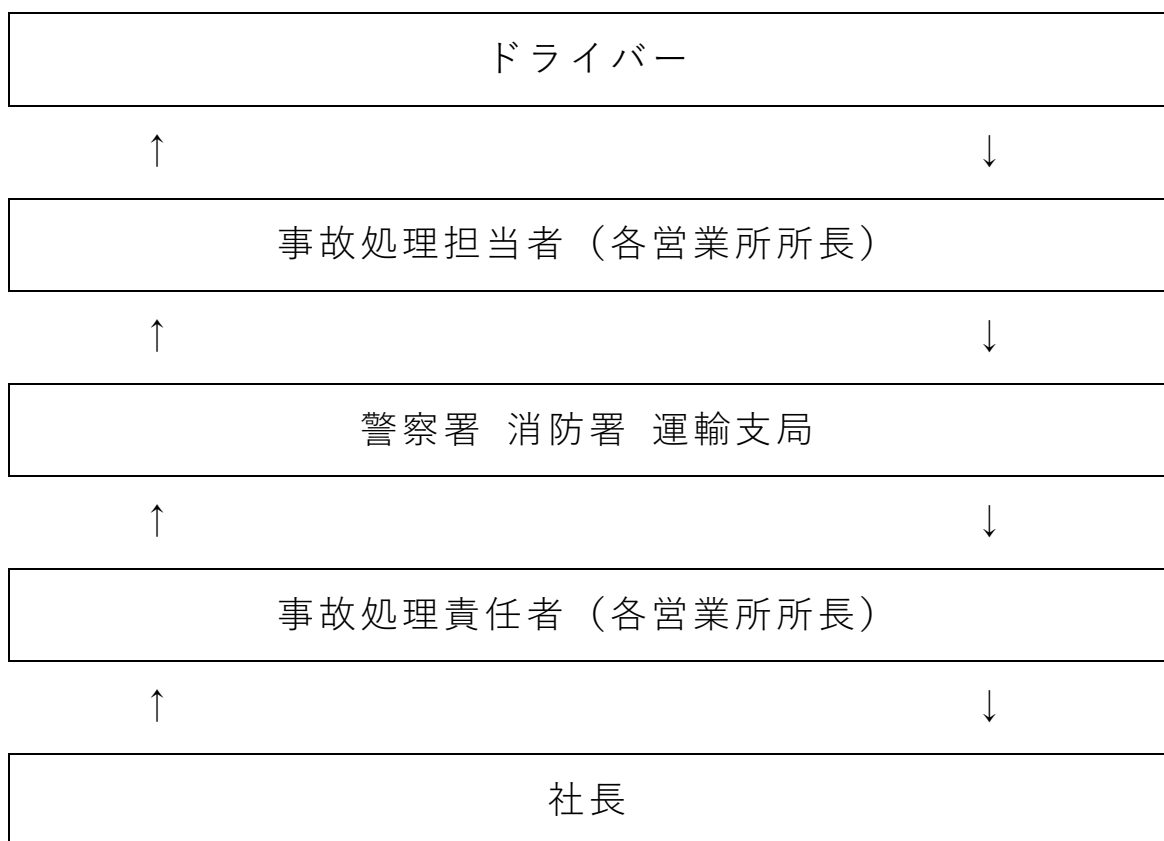 ドライバー
↑ ↓
事故処理担当者（各営業所所長）
↑ ↓
警察署 消防署 運輸支局
↑ ↓
事故処理責任者（各営業所所長）
↑ ↓
社長